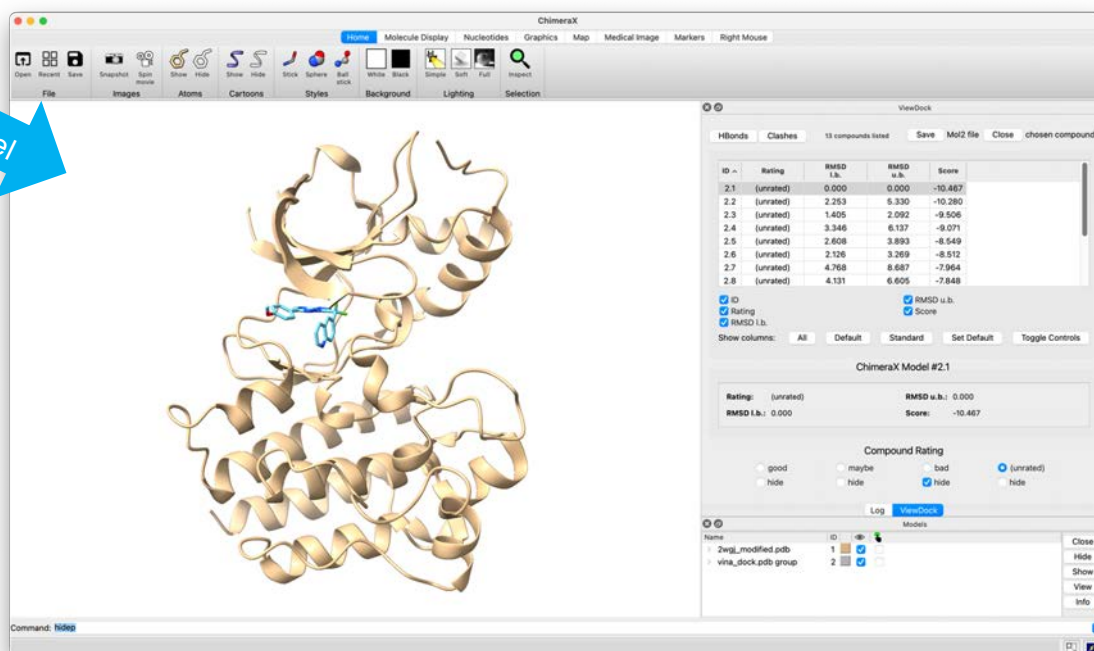 ChimeraX
Home Molecule Display Nucleotides Graphics Map Medical Image Markers Right Mouse
Open Recent Save Snapshot Spin movie Show Hide Show Hide Stick Sphere Ball stick White Black Simple Soft Full Inspect
File Images Atoms Cartoons Styles Background Lighting Selection
ViewDock
HBonds Clashes 13 compounds listed Save Mol2 file Close chosen compound
ID Rating RMSD l.b. RMSD u.b. Score
2.1 (unrated) 0.000 0.000 -10.467
2.2 (unrated) 2.253 5.330 -10.280
2.3 (unrated) 1.405 2.092 -9.506
2.4 (unrated) 3.346 6.137 -9.071
2.5 (unrated) 2.608 3.893 -8.549
2.6 (unrated) 2.126 3.269 -8.512
2.7 (unrated) 4.768 8.687 -7.964
2.8 (unrated) 4.131 6.605 -7.848
ID RMSD u.b.
Rating Score
RMSD l.b.
Show columns: All Default Standard Set Default Toggle Controls
ChimeraX Model #2.1
Rating: (unrated) RMSD u.b.: 0.000
RMSD l.b.: 0.000 Score: -10.467
Compound Rating
good maybe bad (unrated)
hide hide hide hide
Log ViewDock
Models
Name ID
2wgj_modified.pdb 1
vina_dock.pdb group 2
Close
Hide
Show
View
Info
Command: hidep